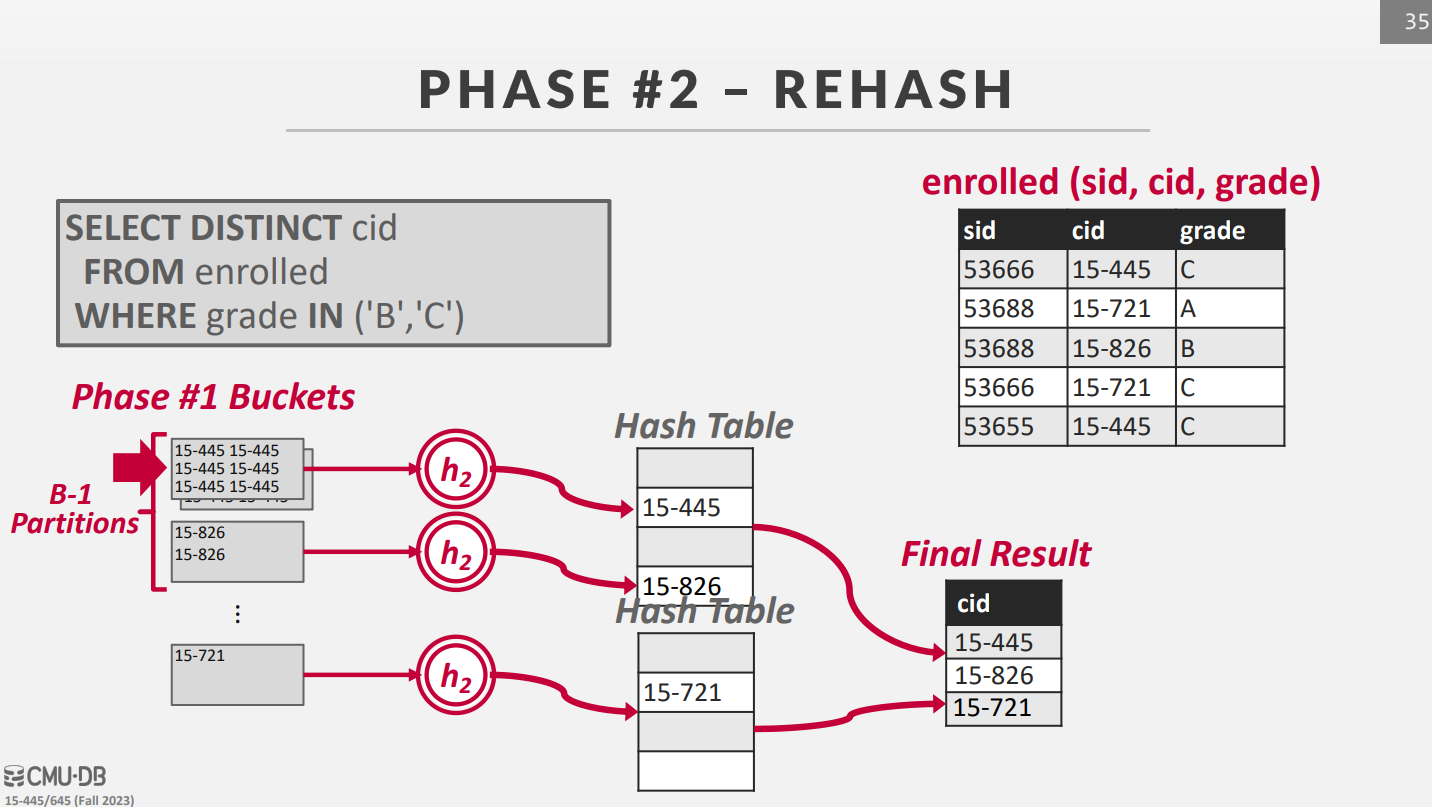 35
PHASE #2 – REHASH
SELECT DISTINCT cid
FROM enrolled
WHERE grade IN ('B','C')
enrolled (sid, cid, grade)
sid cid grade
53666 15-445 C
53688 15-721 A
53688 15-826 B
53666 15-721 C
53655 15-445 C
Phase #1 Buckets
B-1
Partitions
15-445 15-445
15-445 15-445
15-445 15-445
15-826
15-826
⋮
15-721
h2
h2
h2
Hash Table
15-445
15-826
Hash Table
15-721
Final Result
cid
15-445
15-826
15-721
CMU·DB
15-445/645 (Fall 2023)